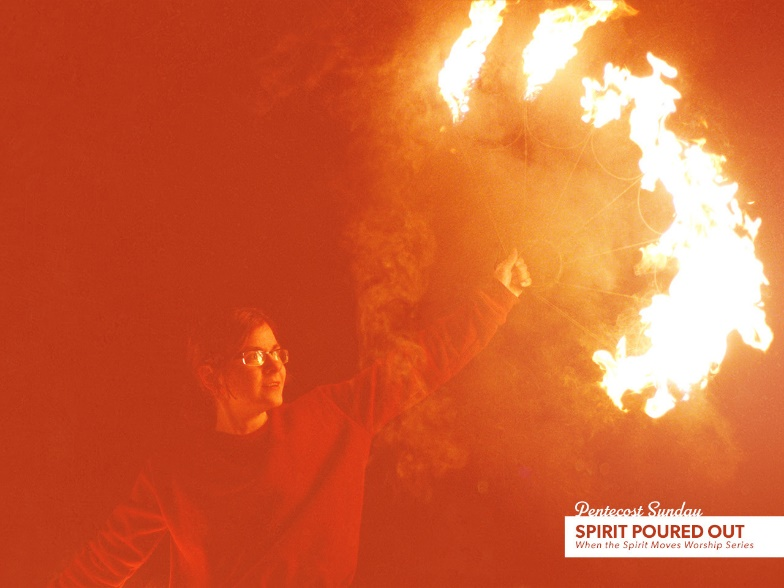 Pentecost Sunday
SPIRIT POURED OUT
When the Spirit Moves Worship Series